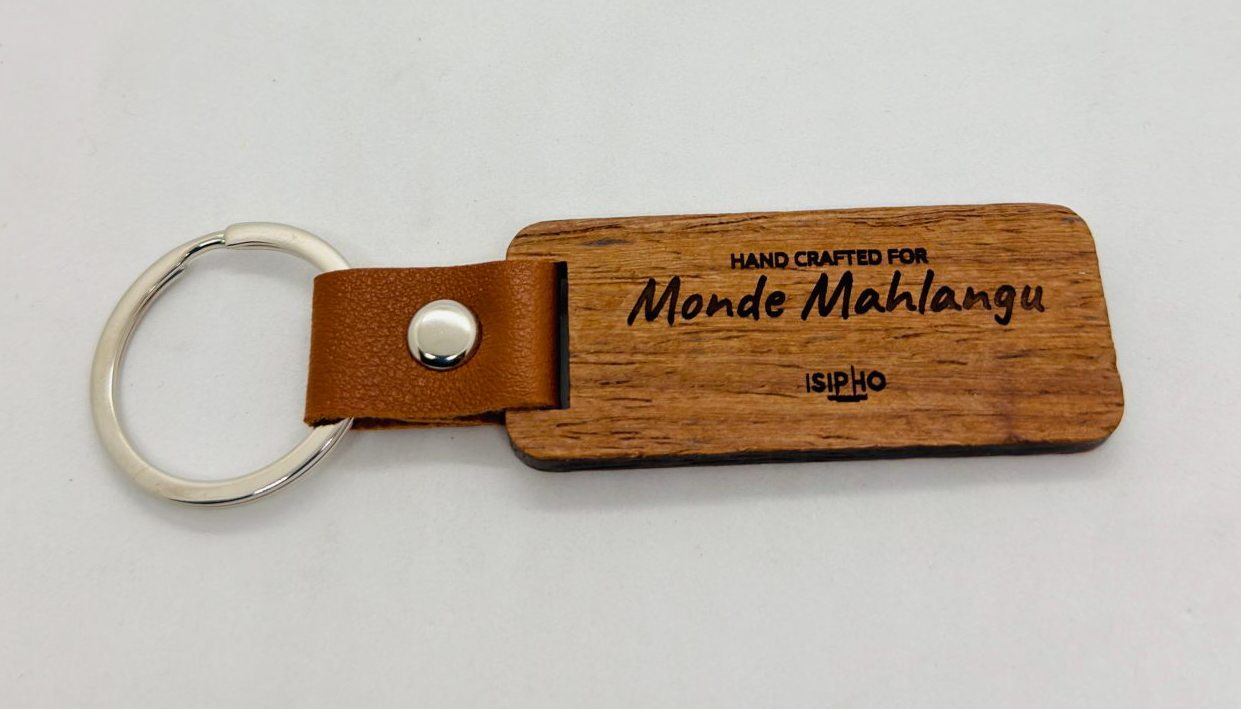 HAND CRAFTED FOR
Monde Mahlangu
ISIPHO